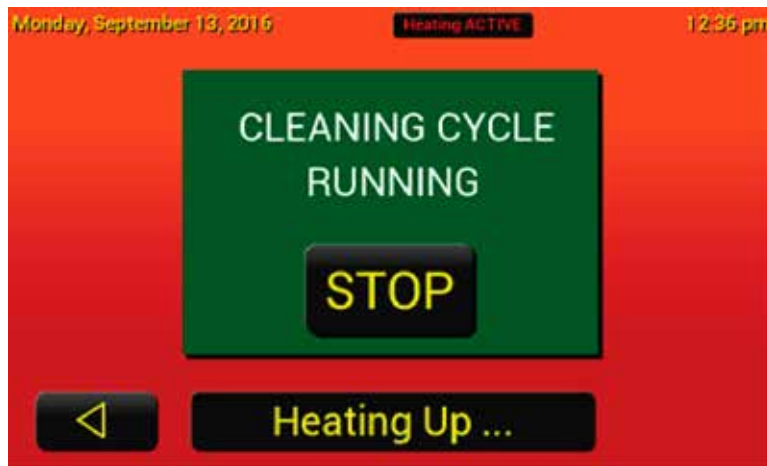 Monday, September 13, 2016 Heating ACTIVE 12:36 pm
CLEANING CYCLE
RUNNING
STOP
Heating Up ...